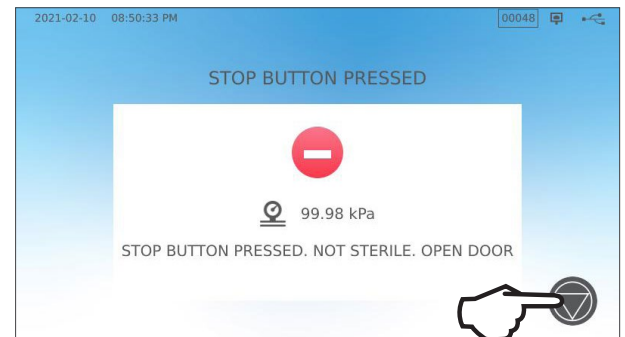 2021-02-10 08:50:33 PM 00048
STOP BUTTON PRESSED
99.98 kPa
STOP BUTTON PRESSED. NOT STERILE. OPEN DOOR